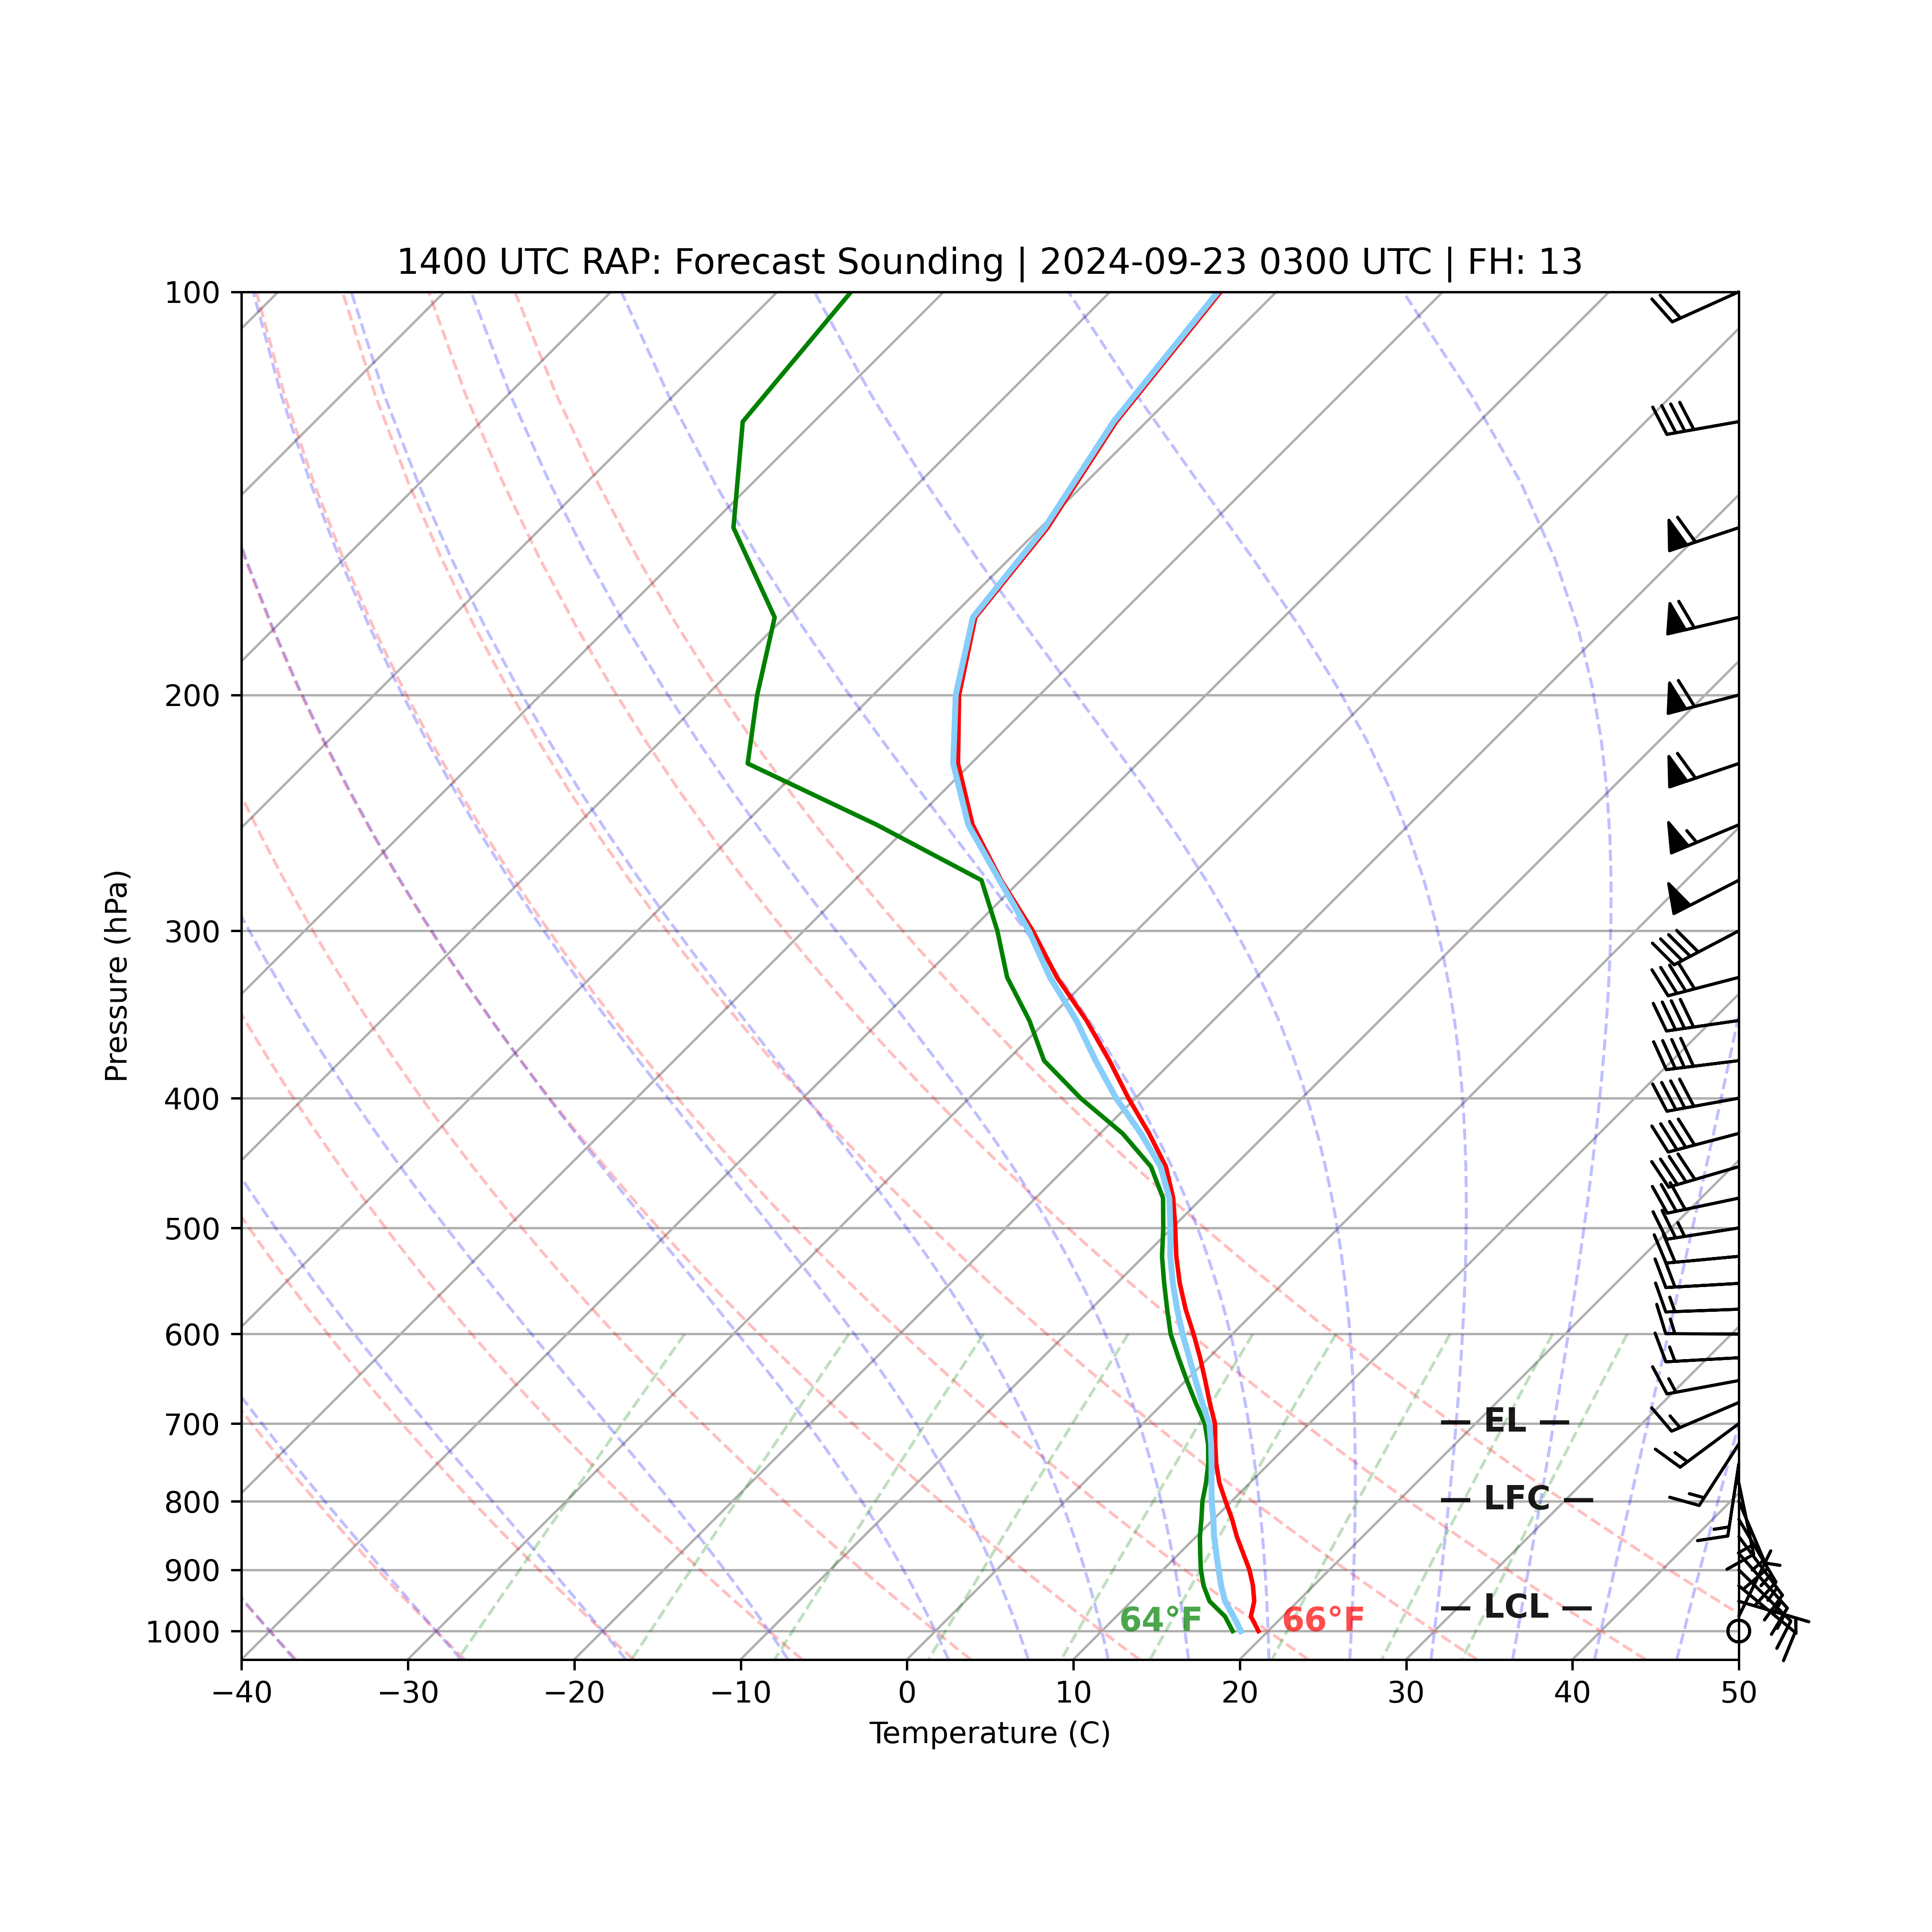 1400 UTC RAP: Forecast Sounding | 2024-09-23 0300 UTC | FH: 13
100
200
300
400
500
600
700
800
900
1000
Pressure (hPa)
— EL —
— LFC —
— LCL —
64°F 66°F
−40 −30 −20 −10 0 10 20 30 40 50
Temperature (C)